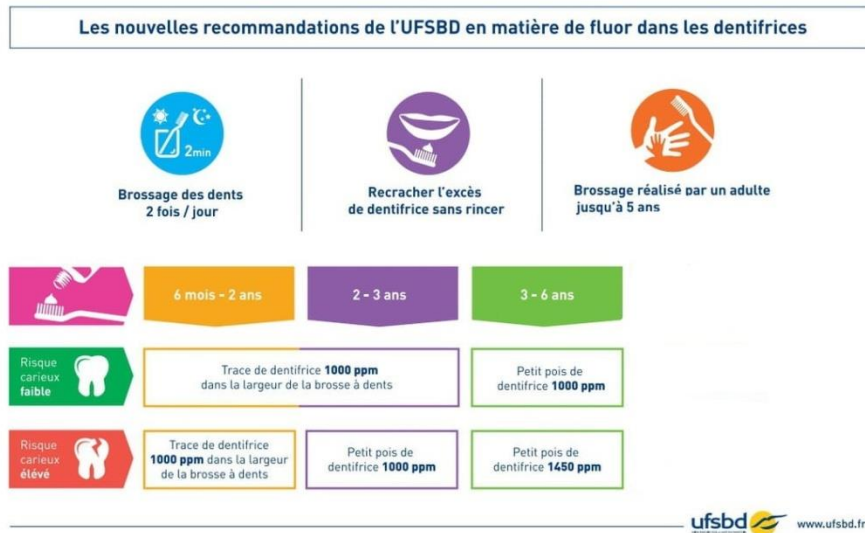 Les nouvelles recommandations de l'UFSBD en matière de fluor dans les dentifrices
2min
Brossage des dents
2 fois / jour
Recracher l'excès
de dentifrice sans rincer
Brossage réalisé par un adulte
jusqu'à 5 ans
6 mois - 2 ans
2 - 3 ans
3 - 6 ans
Risque
carieux
faible
Trace de dentifrice 1000 ppm
dans la largeur de la brosse à dents
Petit pois de
dentifrice 1000 ppm
Risque
carieux
élévé
Trace de dentifrice
1000 ppm dans la largeur
de la brosse à dents
Petit pois de
dentifrice 1000 ppm
Petit pois de
dentifrice 1450 ppm
ufsbd
www.ufsbd.fr